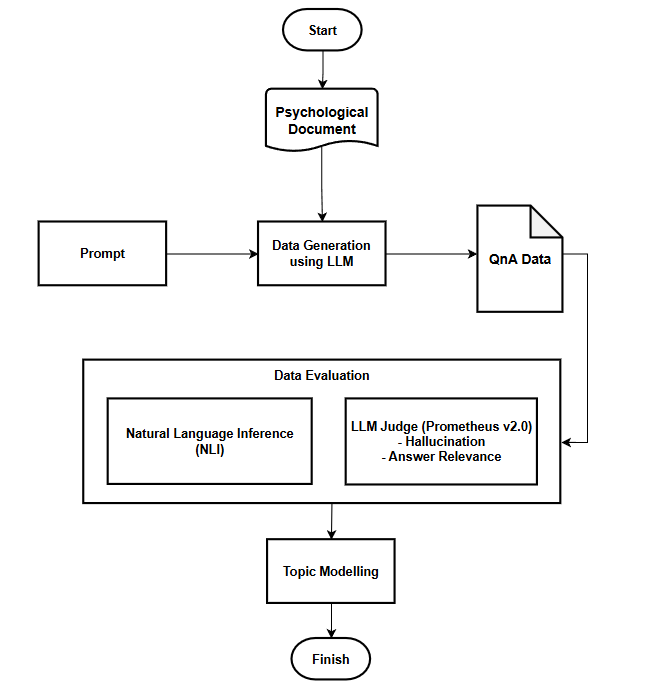 Start
Psychological
Document
Prompt
Data Generation
using LLM
QnA Data
Data Evaluation
Natural Language Inference
(NLI)
LLM Judge (Prometheus v2.0)
- Hallucination
- Answer Relevance
Topic Modelling
Finish